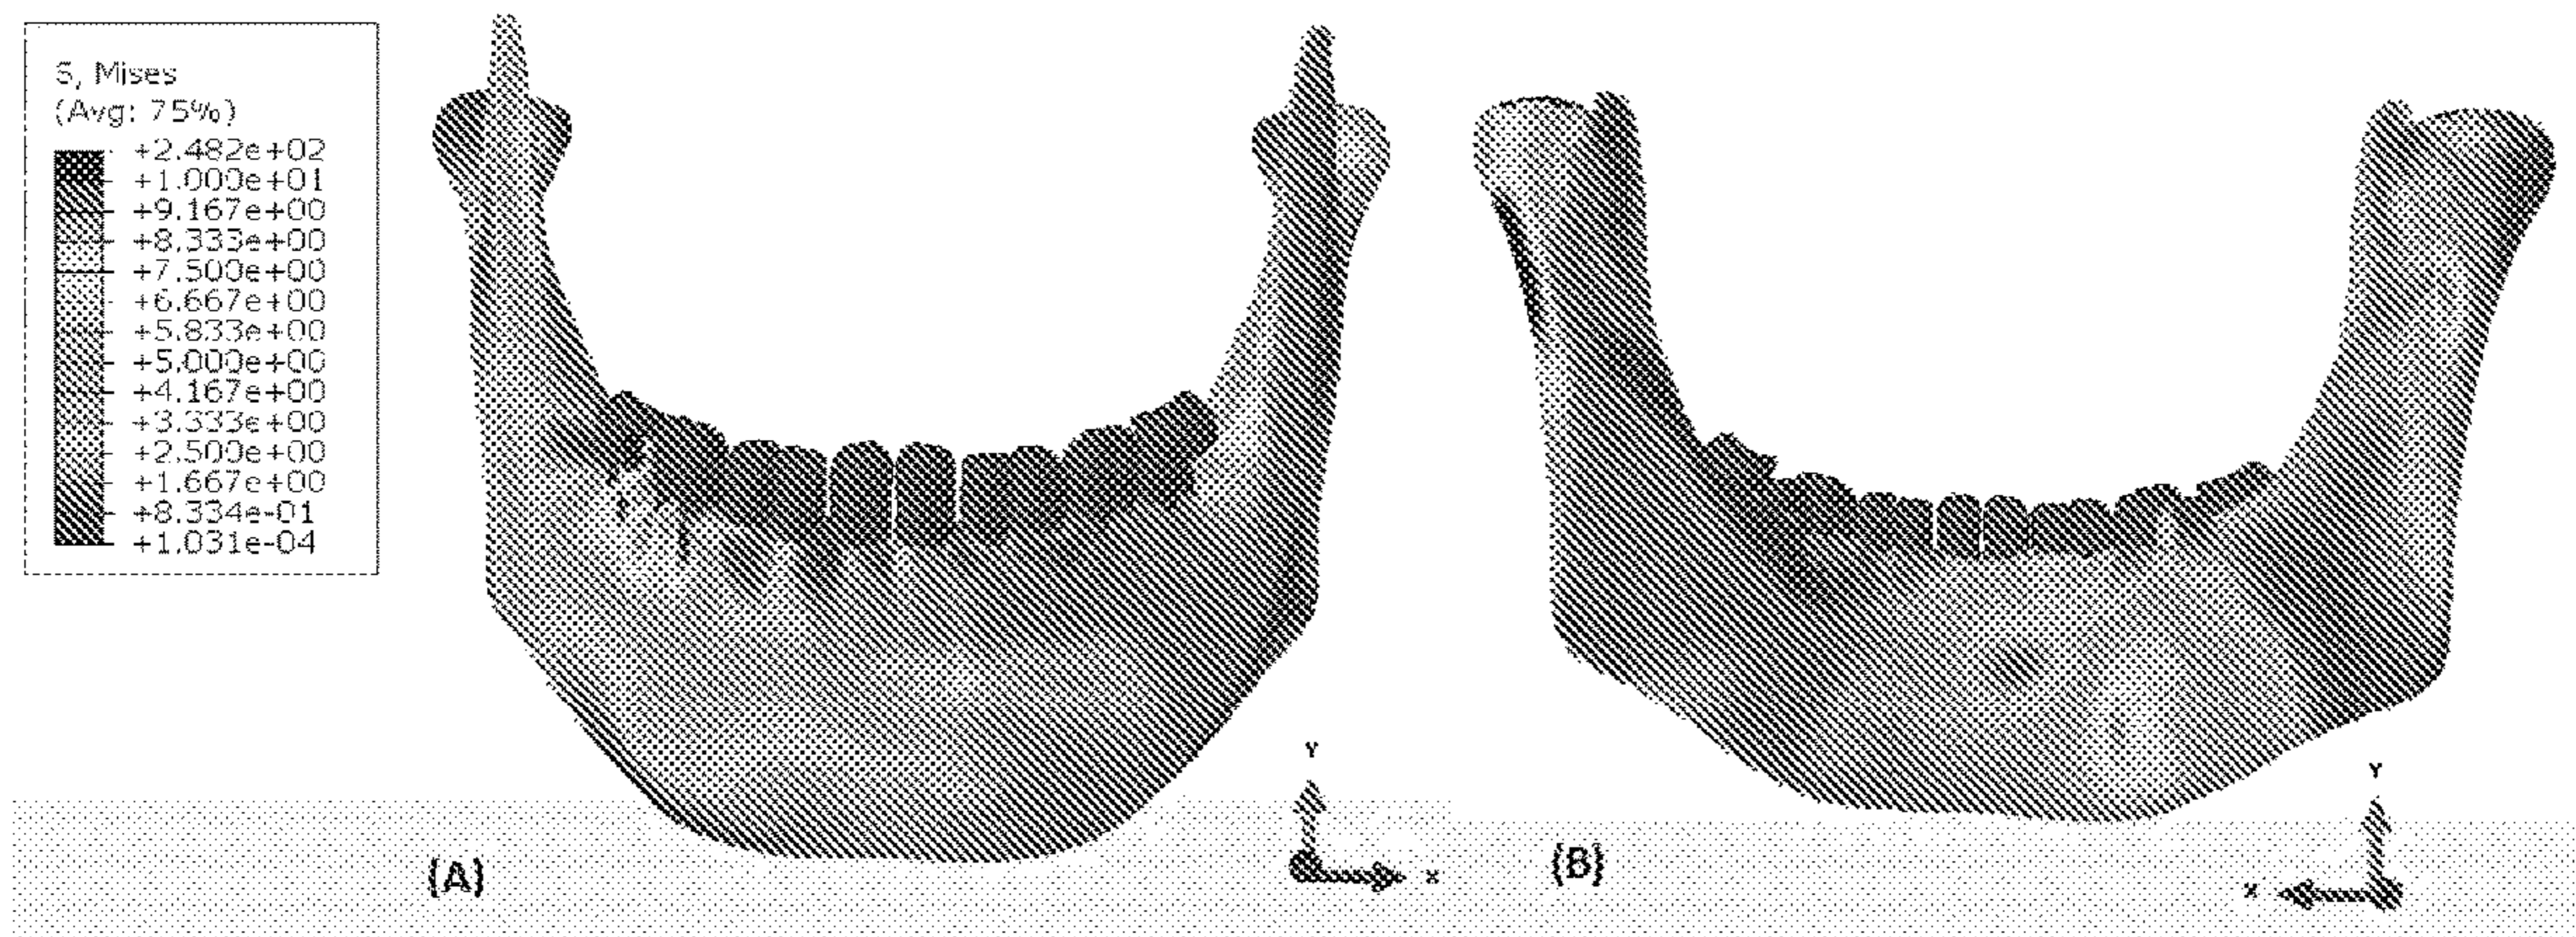 S, Mises
(Avg: 75%)
+2.482e+02
+1.000e+01
+9.167e+00
+8.333e+00
+7.500e+00
+6.667e+00
+5.833e+00
+5.000e+00
+4.167e+00
+3.333e+00
+2.500e+00
+1.667e+00
+8.334e-01
+1.031e-04
Y
X
(A)
Y
X
(B)